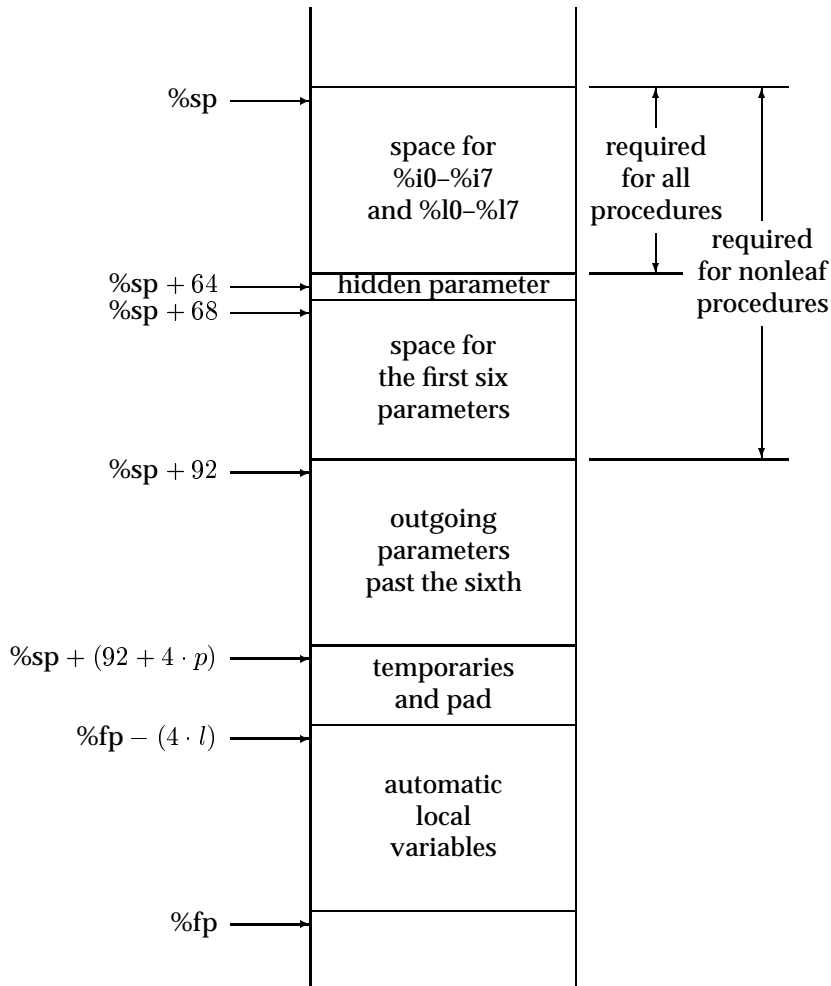 %sp
space for
%i0–%i7
and %l0–%l7
required
for all
procedures
required
for nonleaf
procedures
%sp + 64
hidden parameter
%sp + 68
space for
the first six
parameters
%sp + 92
outgoing
parameters
past the sixth
%sp + (92 + 4 · p)
temporaries
and pad
%fp − (4 · l)
automatic
local
variables
%fp